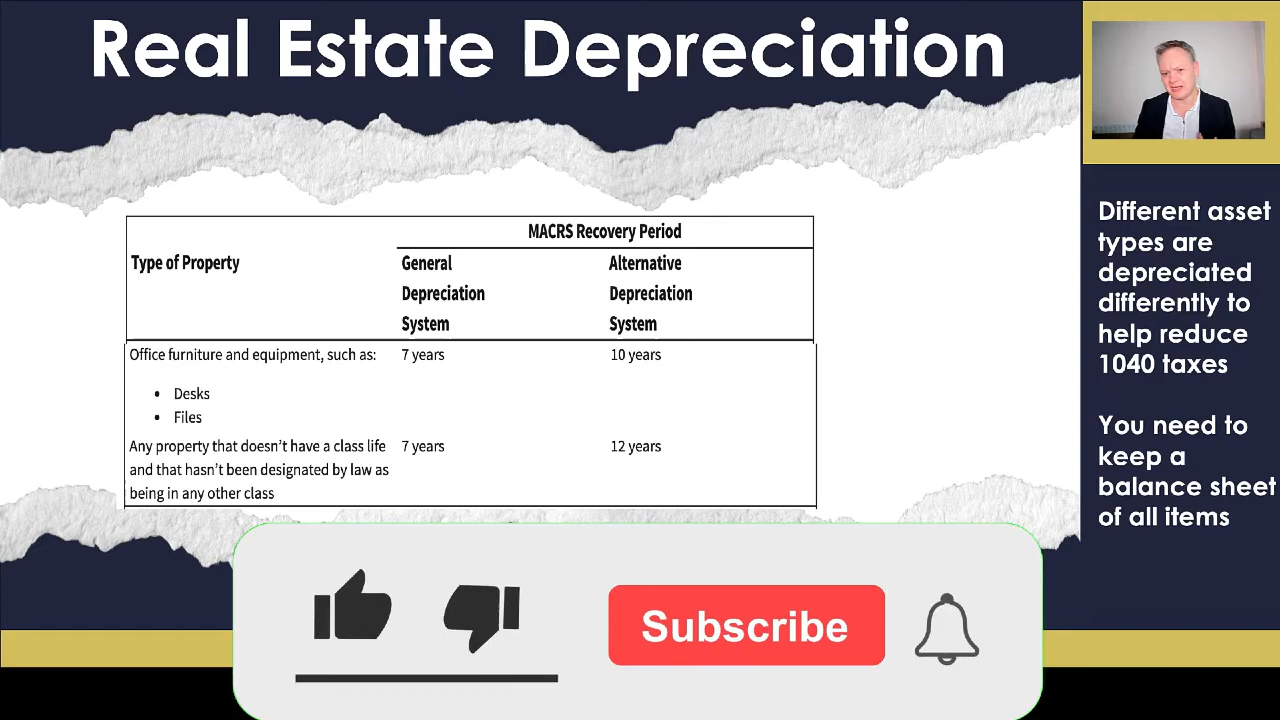 Real Estate Depreciation
MACRS Recovery Period
Type of Property
General
Depreciation
System
Alternative
Depreciation
System
Office furniture and equipment, such as:
7 years
10 years
• Desks
• Files
Any property that doesn't have a class life
and that hasn't been designated by law as
being in any other class
7 years
12 years
Different asset
types are
depreciated
differently to
help reduce
1040 taxes
You need to
keep a
balance sheet
of all items
Subscribe